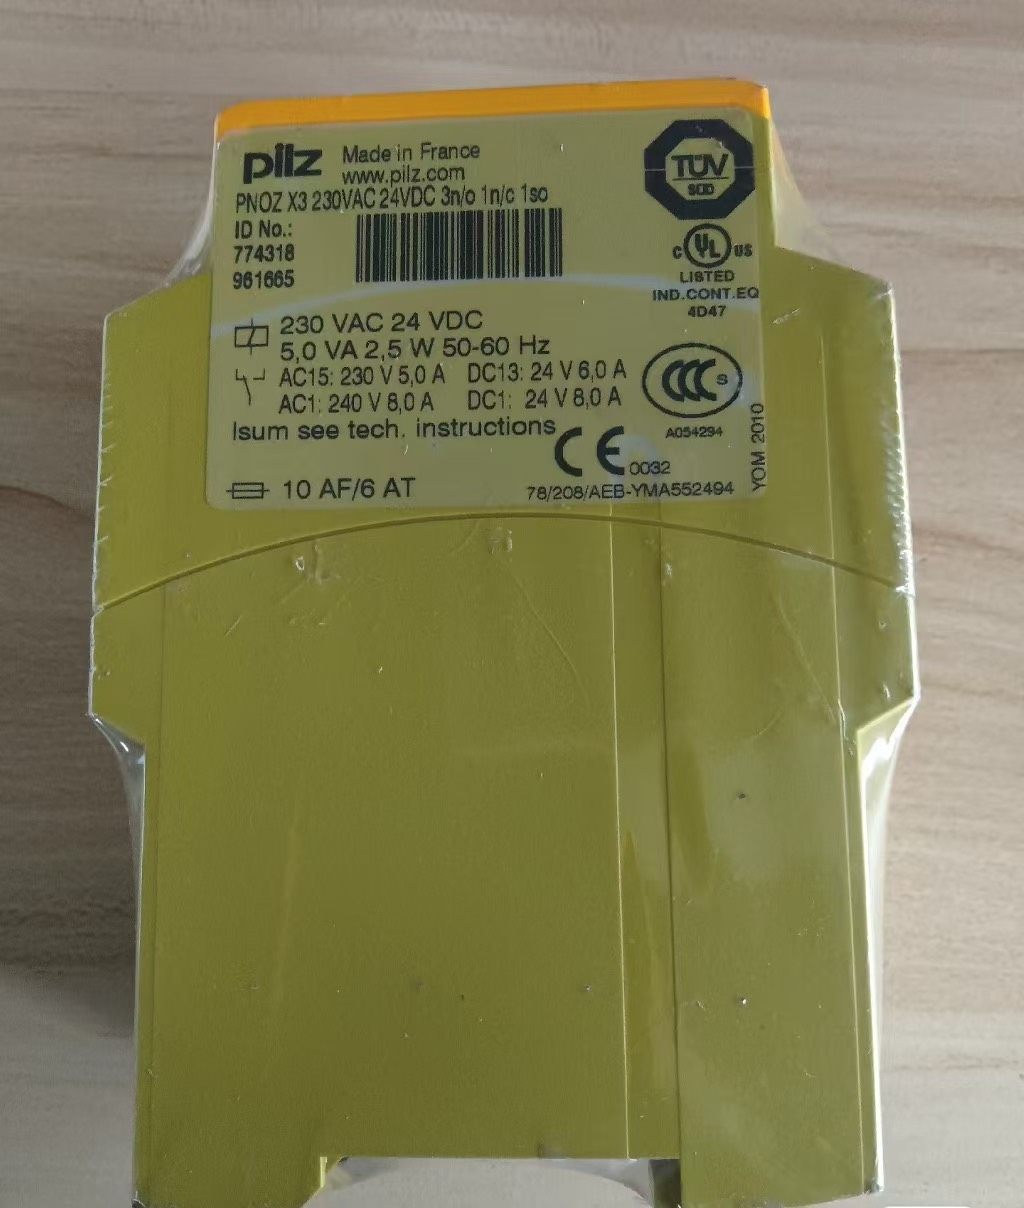 pilz Made in France
www.pilz.com
PNOZ X3 230VAC 24VDC 3n/o 1n/c 1so
ID No.:
774318
961665
TÜV
SÜD
c UL US
LISTED
IND.CONT.EQ
4D47
230 VAC 24 VDC
5,0 VA 2,5 W 50-60 Hz
AC15: 230 V 5,0 A DC13: 24 V 6,0 A
AC1: 240 V 8,0 A DC1: 24 V 8,0 A
CCC S
A054294
Isum see tech. instructions
CE 0032
10 AF/6 AT
78/208/AEB-YMA552494
YOM 2010